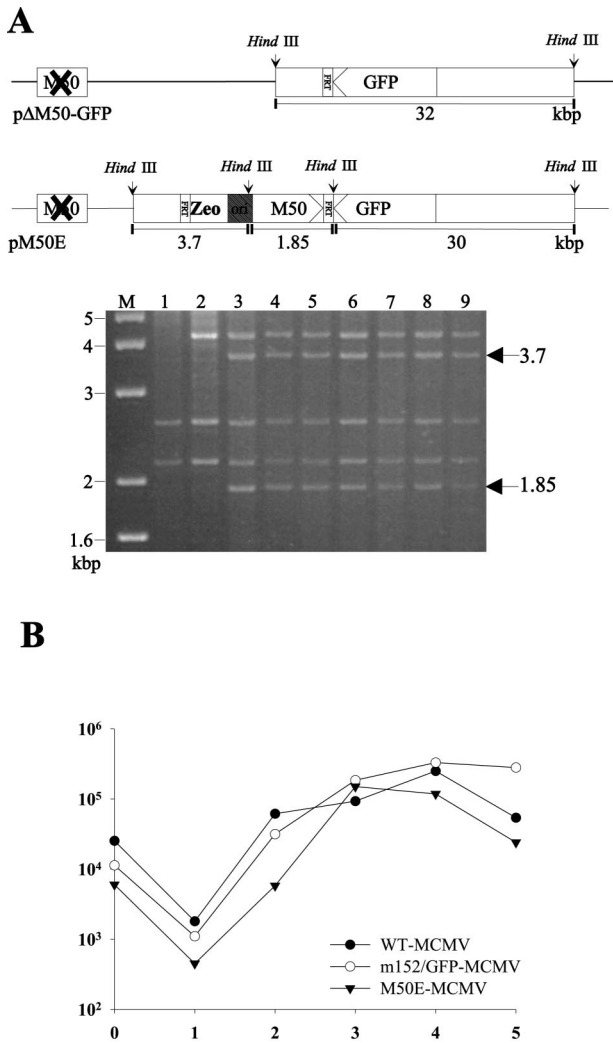 A
Hind III Hind III
M50 FRT GFP
pΔM50-GFP 32 kbp
Hind III Hind III Hind III Hind III
M50 FRT Zeo ori M50 FRT GFP
pM50E 3.7 1.85 30 kbp
M 1 2 3 4 5 6 7 8 9
5
4
3.7
3
2
1.85
1.6
kbp
B
10⁶
10⁵
10⁴
10³
10²
WT-MCMV
m152/GFP-MCMV
M50E-MCMV
0 1 2 3 4 5